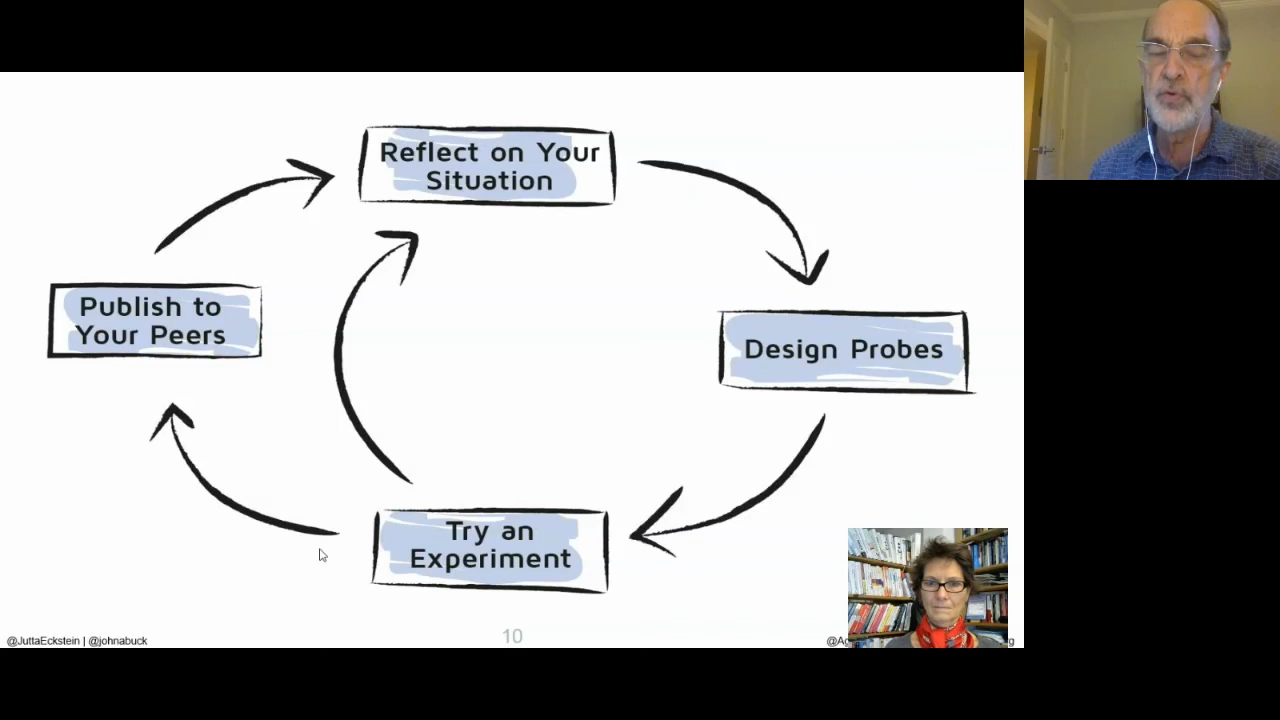 Reflect on Your
Situation
Publish to
Your Peers
Design Probes
Try an
Experiment
@JuttaEckstein | @johnabuck
10